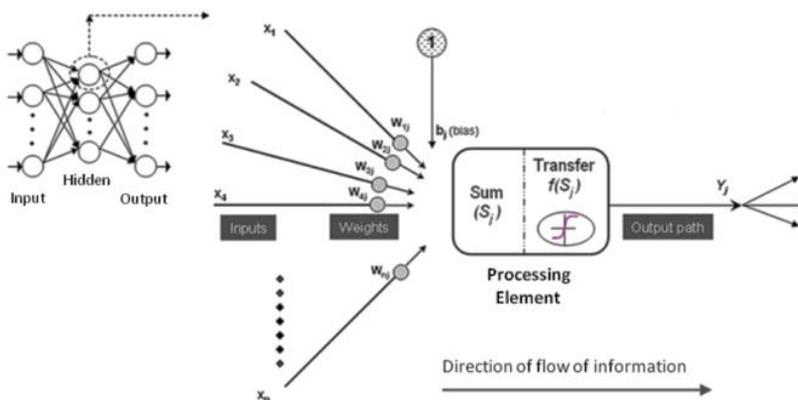 Input
Hidden
Output
x₁
x₂
x₃
x₄
Inputs
W₁ⱼ
W₂ⱼ
W₃ⱼ
W₄ⱼ
Weights
Wₙⱼ
1
bⱼ (bias)
Sum
(Sⱼ)
Transfer
f(Sⱼ)
Processing
Element
Yⱼ
Output path
Direction of flow of information